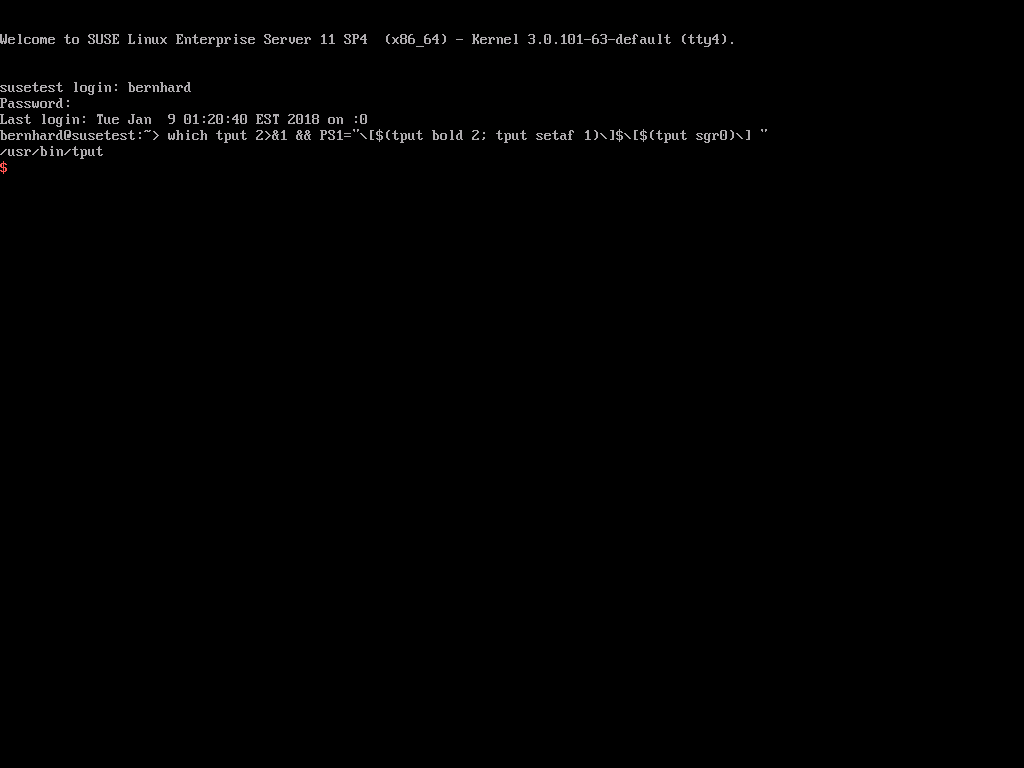 Welcome to SUSE Linux Enterprise Server 11 SP4  (x86_64) - Kernel 3.0.101-63-default (tty4).
susetest login: bernhard
Password:
Last login: Tue Jan  9 01:20:40 EST 2018 on :0
bernhard@susetest:~> which tput 2>&1 && PS1="\[$(tput bold 2; tput setaf 1)\]$\[$(tput sgr0)\] "
/usr/bin/tput
$